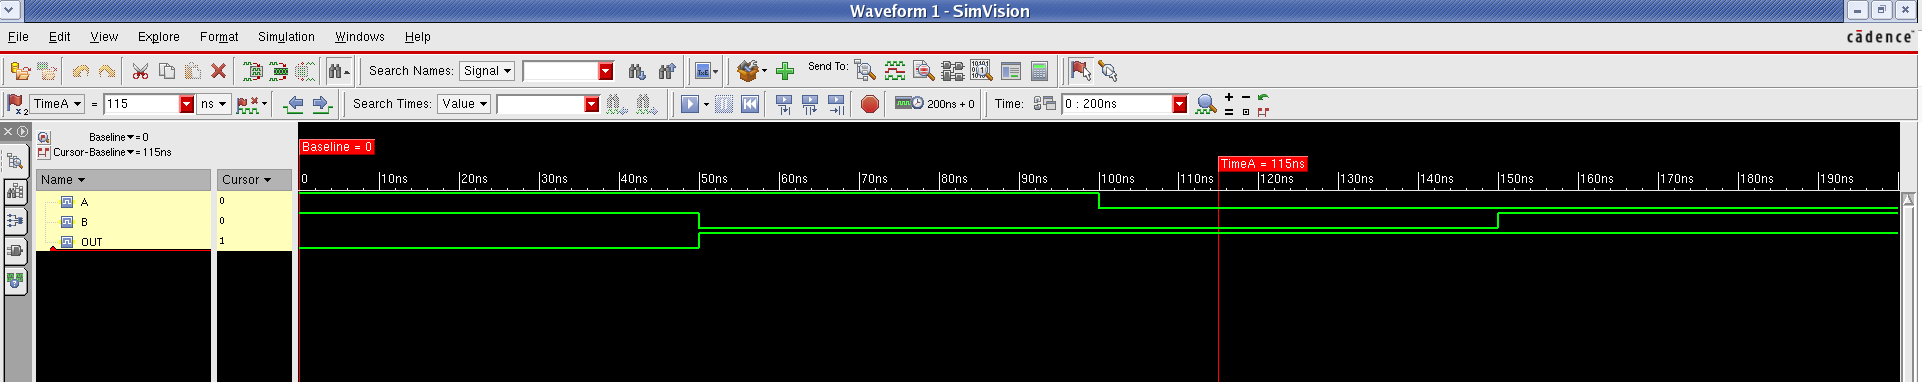 Waveform 1 - SimVision
File Edit View Explore Format Simulation Windows Help
cādence
Search Names: Signal Send To:
x2 TimeA = 115 ns Search Times: Value 200ns + 0 Time: 0 : 200ns
Baseline = 0
Cursor-Baseline = 115ns
Baseline = 0
TimeA = 115ns
Name Cursor
0 10ns 20ns 30ns 40ns 50ns 60ns 70ns 80ns 90ns 100ns 110ns 120ns 130ns 140ns 150ns 160ns 170ns 180ns 190ns
A 0
B 0
OUT 1